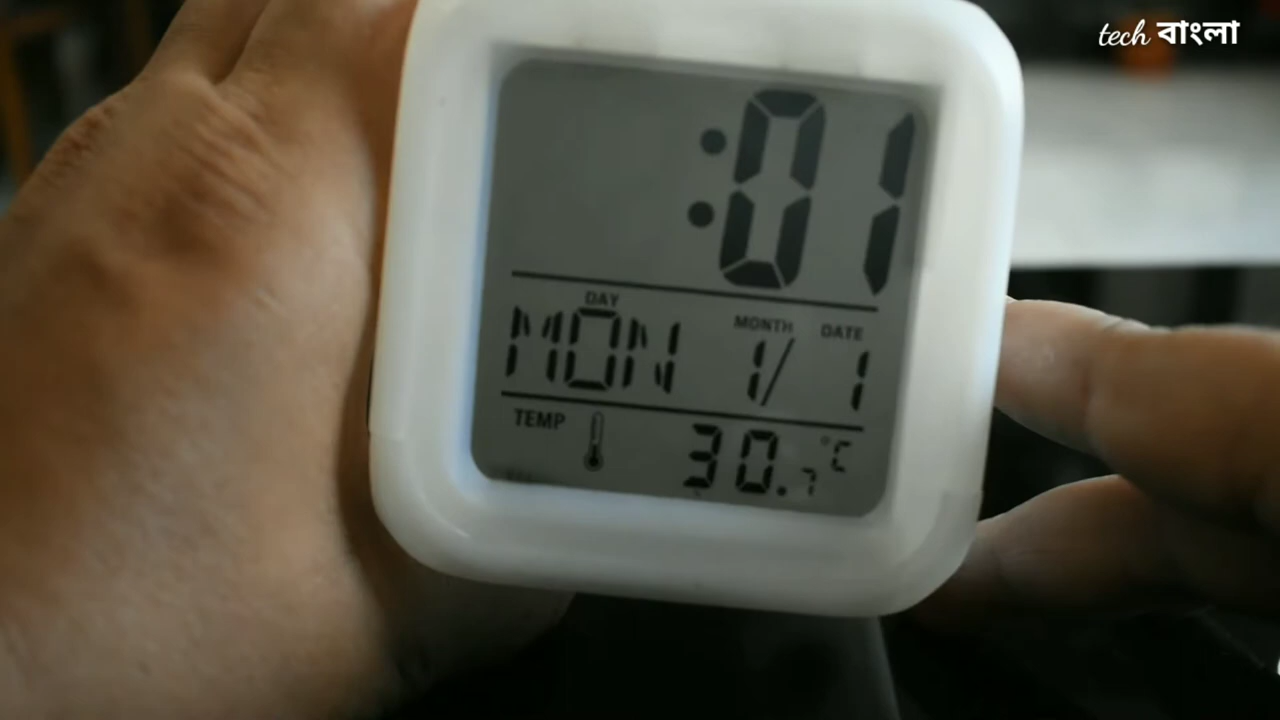 tech বাংলা
:01
DAY MONTH DATE
MON 1/ 1
TEMP 30.7 °C